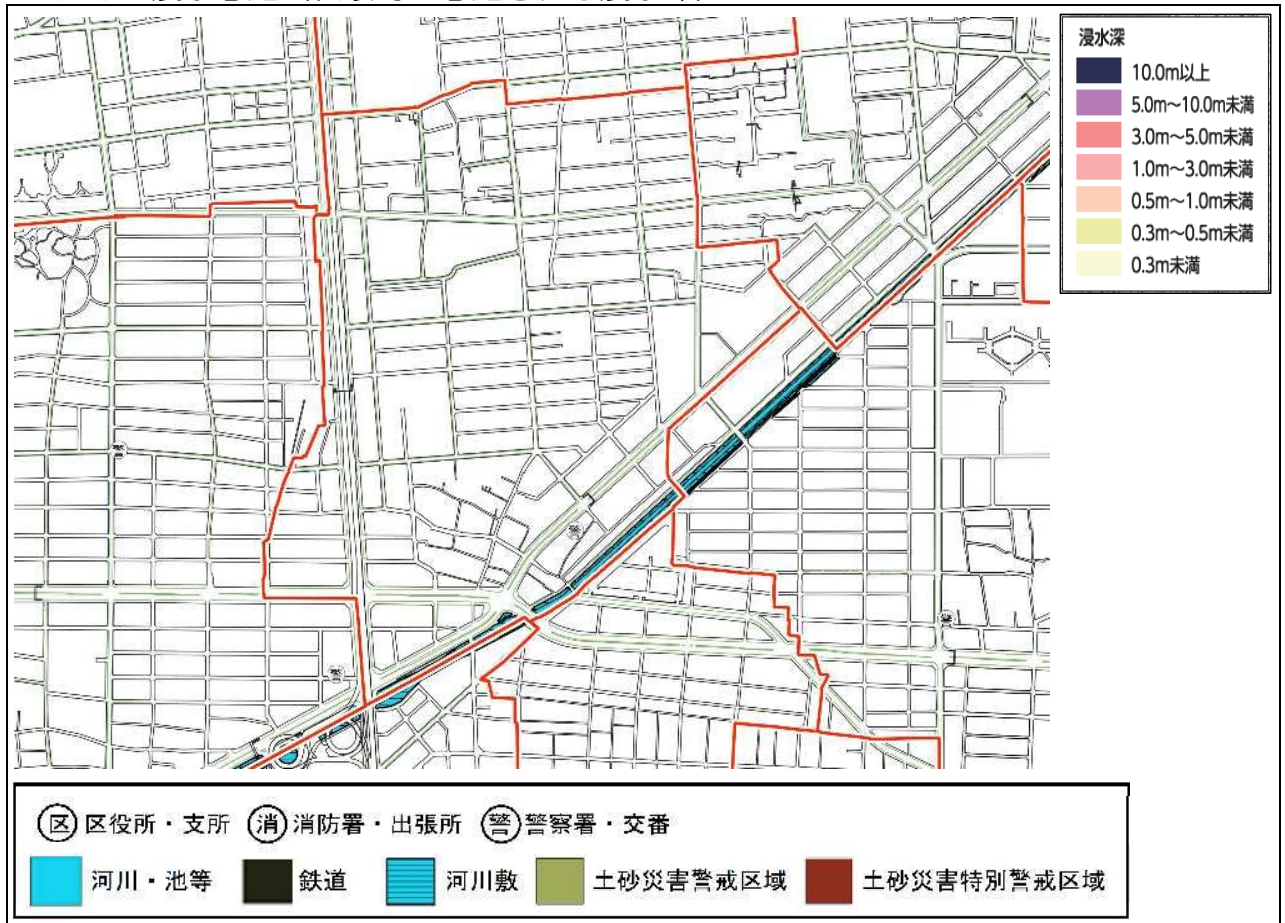 浸水深
10.0m以上
5.0m～10.0m未満
3.0m～5.0m未満
1.0m～3.0m未満
0.5m～1.0m未満
0.3m～0.5m未満
0.3m未満
警
警
警
警
区 区役所・支所 消 消防署・出張所 警 警察署・交番
河川・池等 鉄道 河川敷 土砂災害警戒区域 土砂災害特別警戒区域